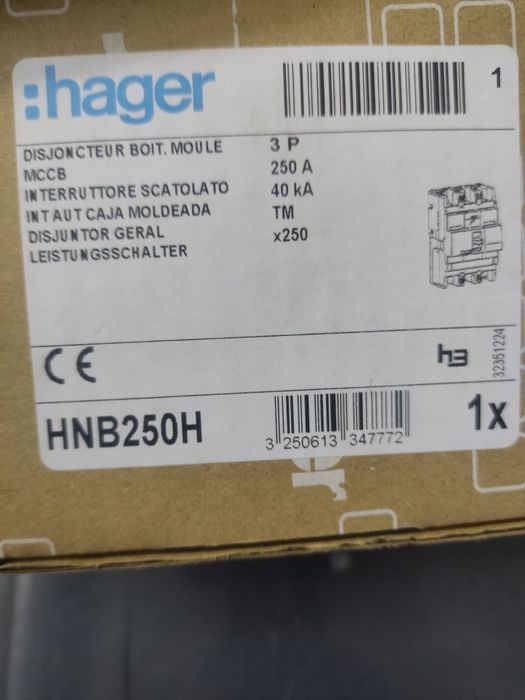 :hager
1
DISJONCTEUR BOIT. MOULE 3 P
MCCB 250 A
INTERRUTTORE SCATOLATO 40 kA
INT AUT CAJA MOLDEADA TM
DISJUNTOR GERAL x250
LEISTUNGSSCHALTER
CE
h3
32351224
HNB250H
3 250613 347772
1x
er